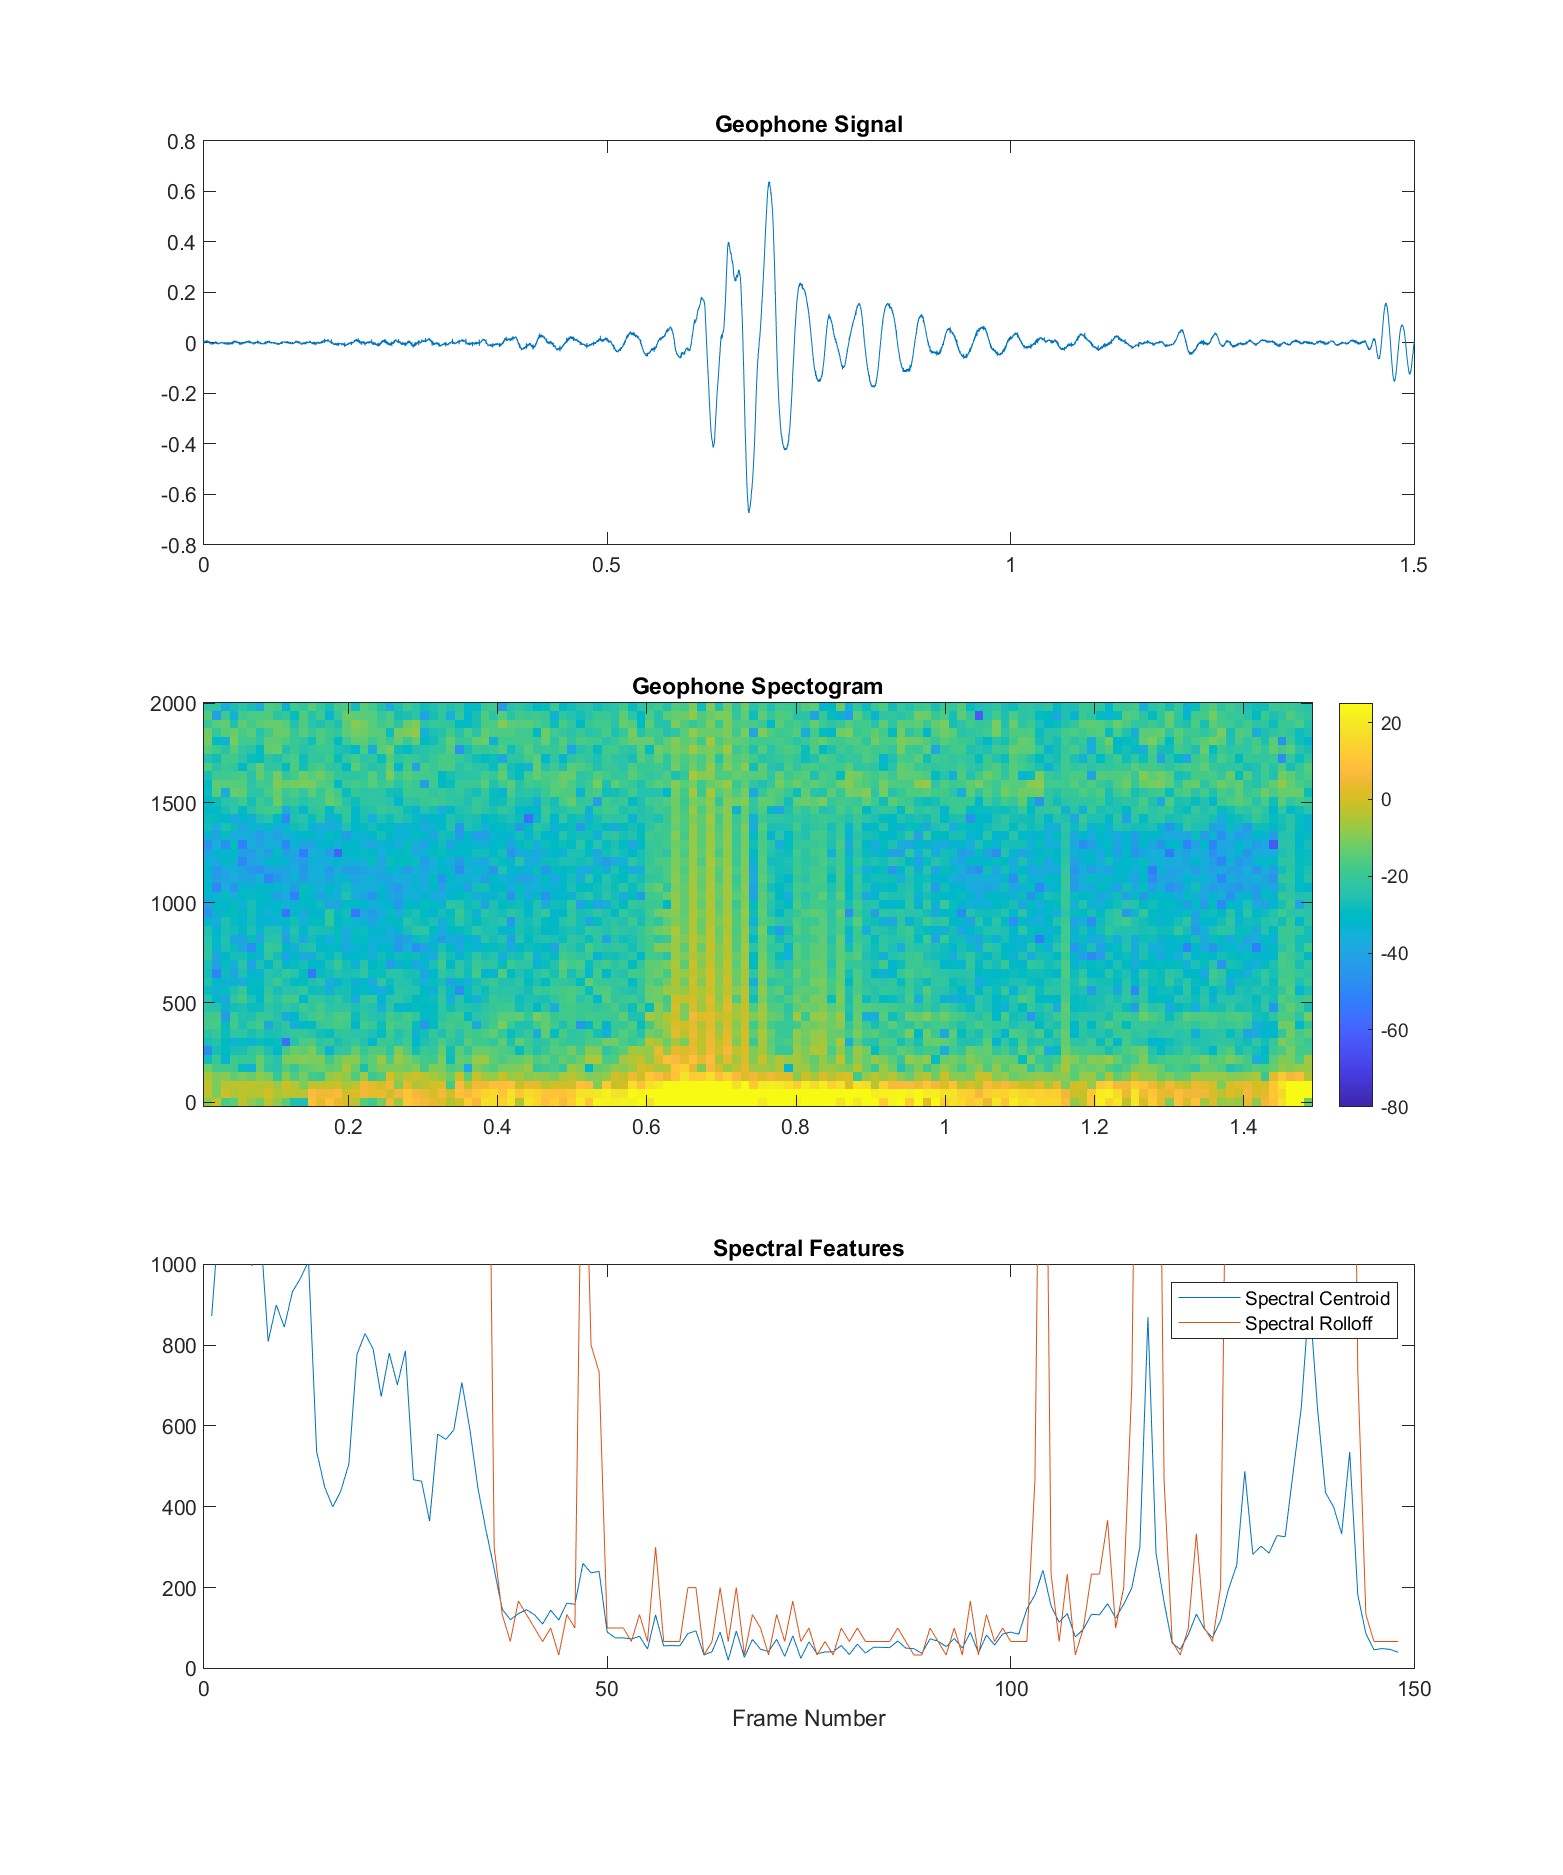 Geophone Signal
0.8
0.6
0.4
0.2
0
-0.2
-0.4
-0.6
-0.8
0 0.5 1 1.5
Geophone Spectogram
2000
1500
1000
500
0
0.2 0.4 0.6 0.8 1 1.2 1.4
20
0
-20
-40
-60
-80
Spectral Features
1000
800
600
400
200
0
Spectral Centroid
Spectral Rolloff
0 50 100 150
Frame Number